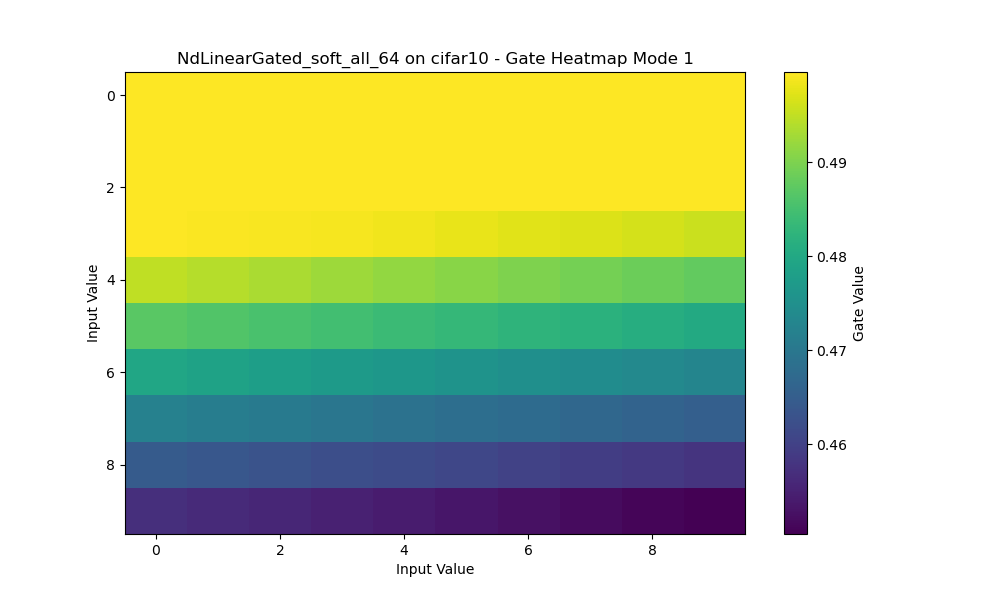 NdLinearGated_soft_all_64 on cifar10 - Gate Heatmap Mode 1
0
2
4
6
8
Input Value
0 2 4 6 8
Input Value
0.49
0.48
0.47
0.46
Gate Value